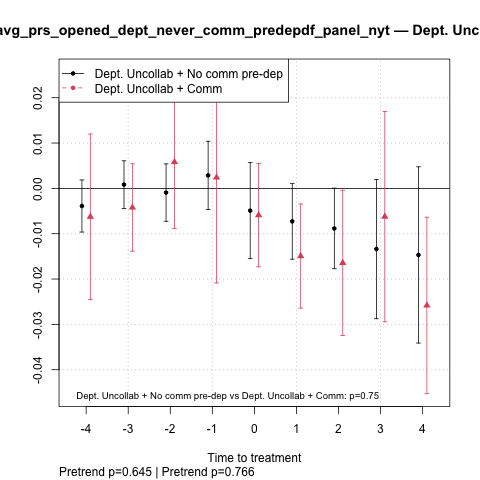 avg_prs_opened_dept_never_comm_predepdf_panel_nyt — Dept. Unc
Dept. Uncollab + No comm pre-dep
Dept. Uncollab + Comm
0.02
0.01
0.00
-0.01
-0.02
-0.03
-0.04
Dept. Uncollab + No comm pre-dep vs Dept. Uncollab + Comm: p=0.75
-4 -3 -2 -1 0 1 2 3 4
Time to treatment
Pretrend p=0.645 | Pretrend p=0.766